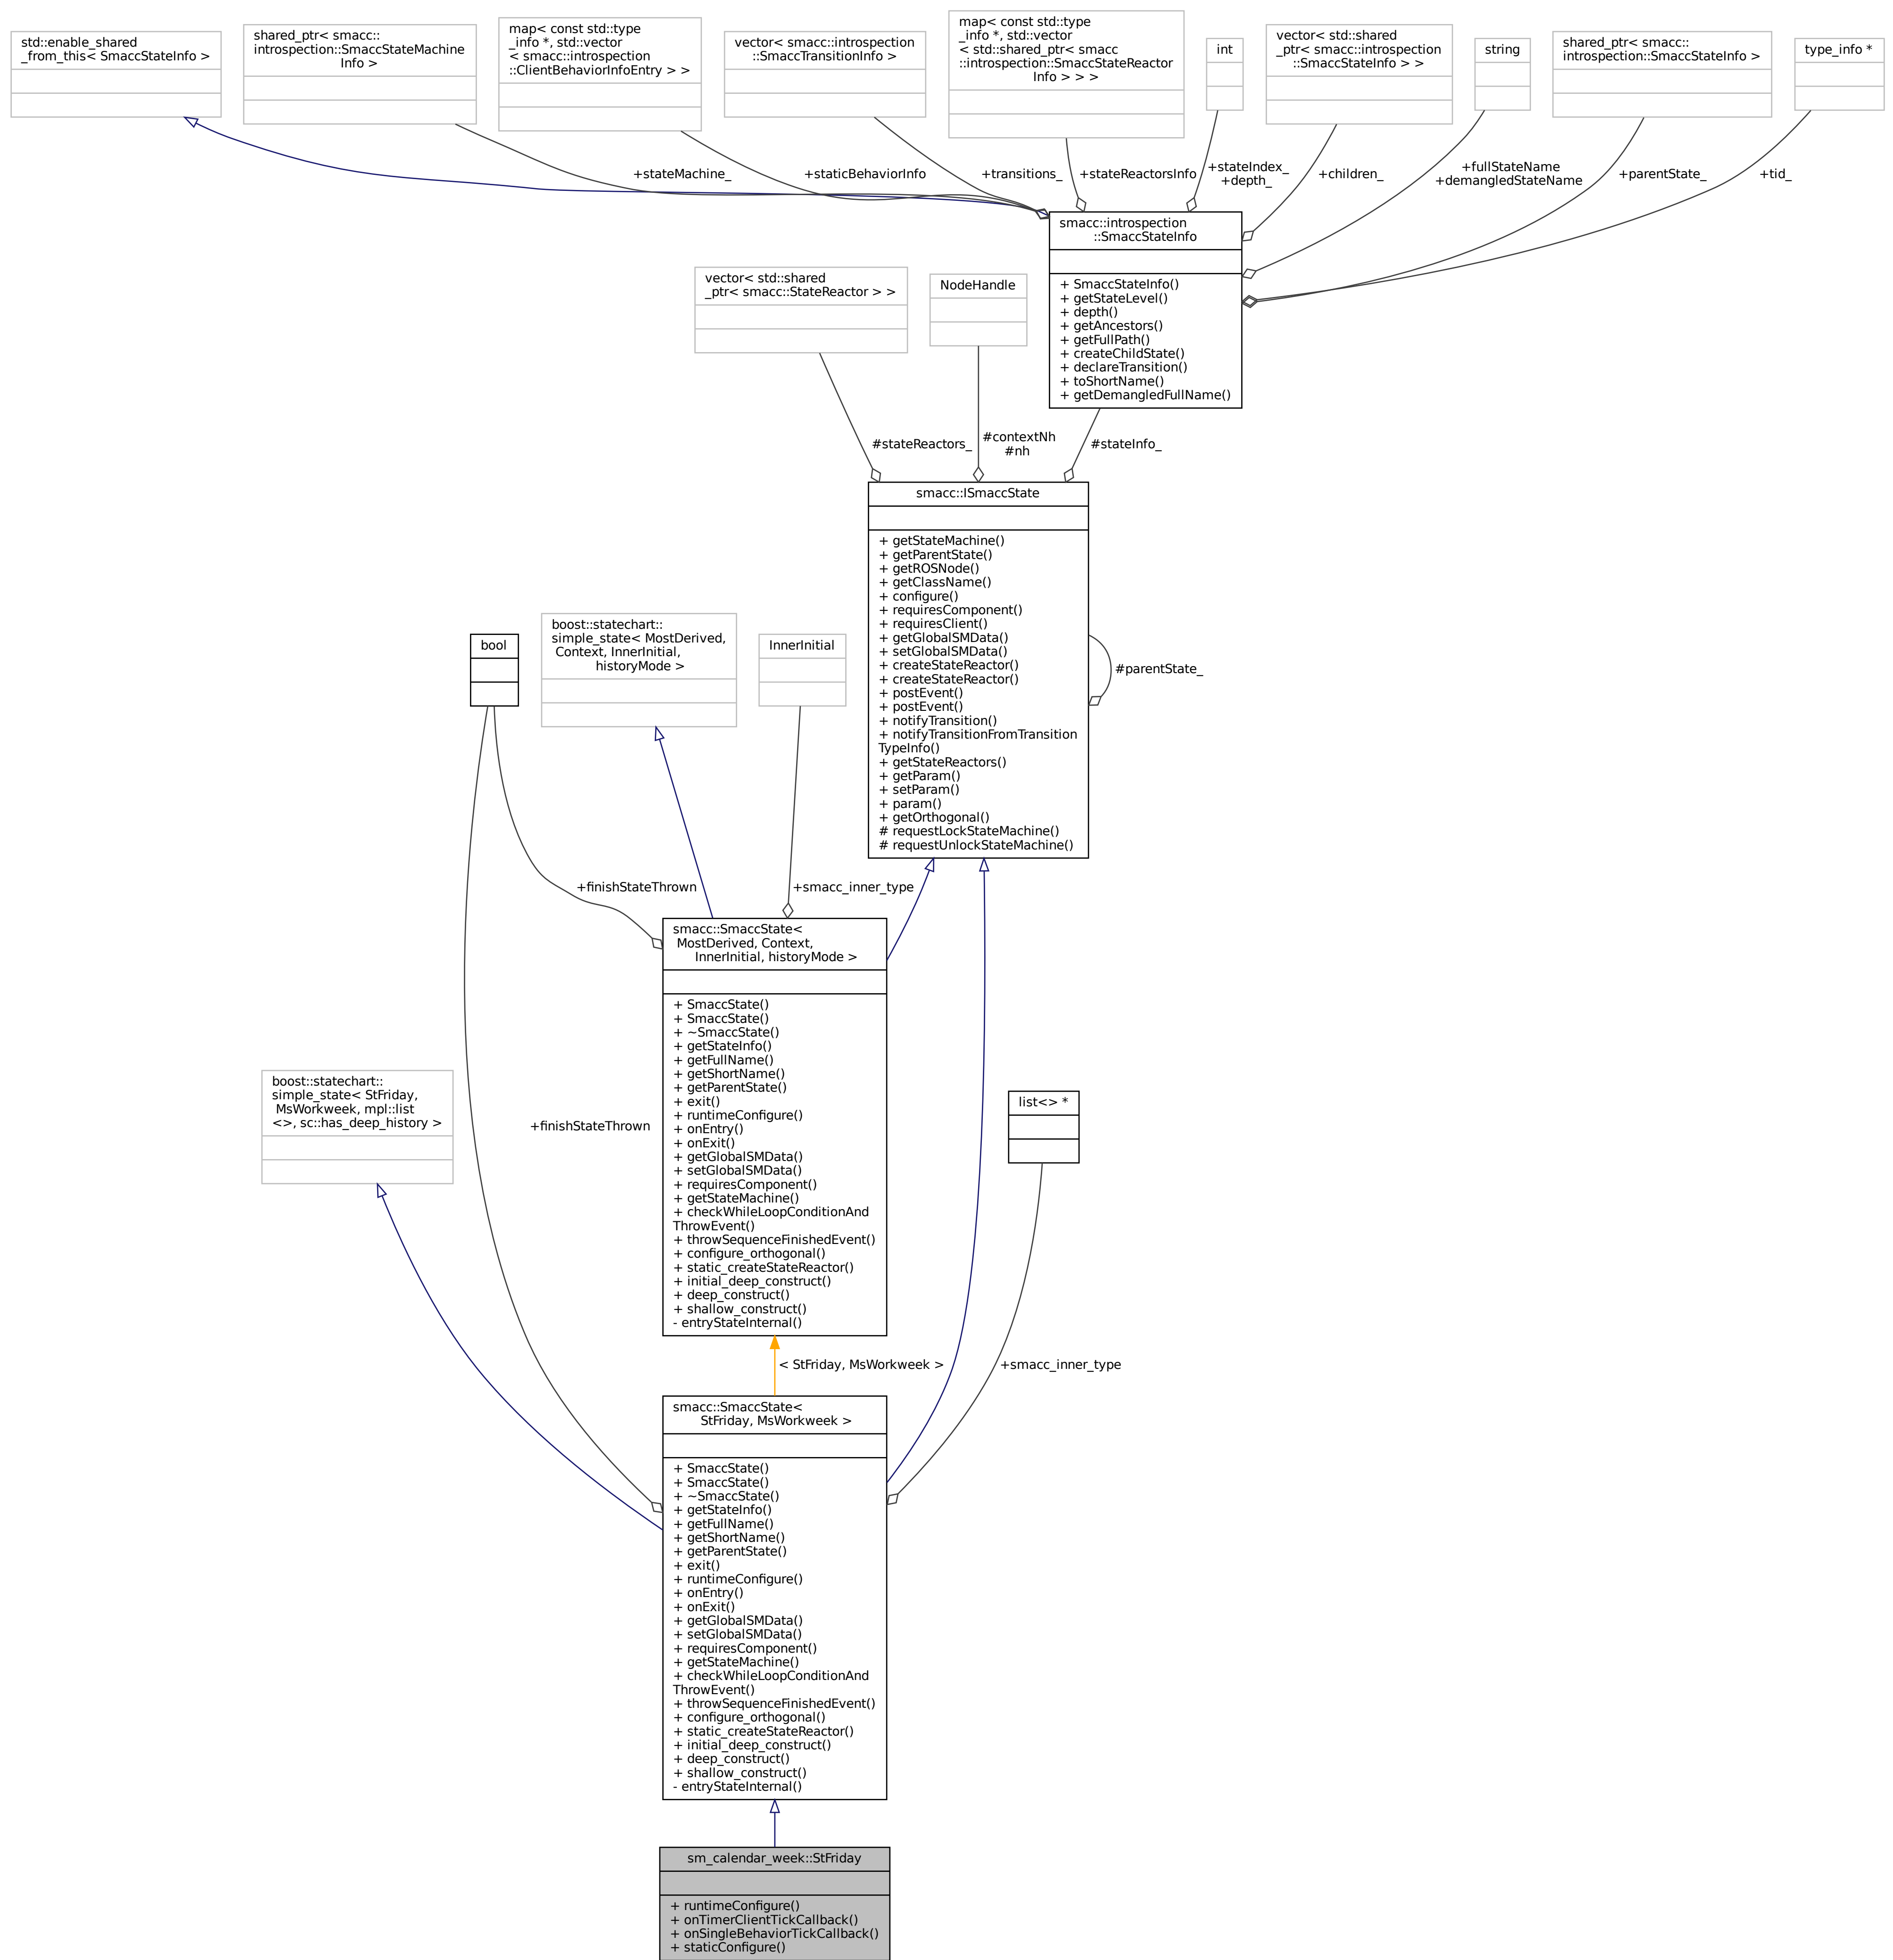 std::enable_shared
_from_this< SmaccStateInfo >
shared_ptr< smacc::
introspection::SmaccStateMachine
Info >
map< const std::type
_info *, std::vector
< smacc::introspection
::ClientBehaviorInfoEntry > >
vector< smacc::introspection
::SmaccTransitionInfo >
map< const std::type
_info *, std::vector
< std::shared_ptr< smacc
::introspection::SmaccStateReactor
Info > > >
int
vector< std::shared
_ptr< smacc::introspection
::SmaccStateInfo > >
string
shared_ptr< smacc::
introspection::SmaccStateInfo >
type_info *
+stateMachine_
+staticBehaviorInfo
+transitions_
+stateReactorsInfo
+stateIndex_
+depth_
+children_
+fullStateName
+demangledStateName
+parentState_
+tid_
smacc::introspection
::SmaccStateInfo
+ SmaccStateInfo()
+ getStateLevel()
+ depth()
+ getAncestors()
+ getFullPath()
+ createChildState()
+ declareTransition()
+ toShortName()
+ getDemangledFullName()
vector< std::shared
_ptr< smacc::StateReactor > >
NodeHandle
#stateReactors_
#contextNh
#nh
#stateInfo_
smacc::ISmaccState
+ getStateMachine()
+ getParentState()
+ getROSNode()
+ getClassName()
+ configure()
+ requiresComponent()
+ requiresClient()
+ getGlobalSMData()
+ setGlobalSMData()
+ createStateReactor()
+ createStateReactor()
+ postEvent()
+ postEvent()
+ notifyTransition()
+ notifyTransitionFromTransition
TypeInfo()
+ getStateReactors()
+ getParam()
+ setParam()
+ param()
+ getOrthogonal()
# requestLockStateMachine()
# requestUnlockStateMachine()
#parentState_
bool
boost::statechart::
simple_state< MostDerived,
Context, InnerInitial,
historyMode >
InnerInitial
+finishStateThrown
+smacc_inner_type
smacc::SmaccState<
MostDerived, Context,
InnerInitial, historyMode >
+ SmaccState()
+ SmaccState()
+ ~SmaccState()
+ getStateInfo()
+ getFullName()
+ getShortName()
+ getParentState()
+ exit()
+ runtimeConfigure()
+ onEntry()
+ onExit()
+ getGlobalSMData()
+ setGlobalSMData()
+ requiresComponent()
+ getStateMachine()
+ checkWhileLoopConditionAnd
ThrowEvent()
+ throwSequenceFinishedEvent()
+ configure_orthogonal()
+ static_createStateReactor()
+ initial_deep_construct()
+ deep_construct()
+ shallow_construct()
- entryStateInternal()
boost::statechart::
simple_state< StFriday,
MsWorkweek, mpl::list
<>, sc::has_deep_history >
+finishStateThrown
list<> *
< StFriday, MsWorkweek >
+smacc_inner_type
smacc::SmaccState<
StFriday, MsWorkweek >
+ SmaccState()
+ SmaccState()
+ ~SmaccState()
+ getStateInfo()
+ getFullName()
+ getShortName()
+ getParentState()
+ exit()
+ runtimeConfigure()
+ onEntry()
+ onExit()
+ getGlobalSMData()
+ setGlobalSMData()
+ requiresComponent()
+ getStateMachine()
+ checkWhileLoopConditionAnd
ThrowEvent()
+ throwSequenceFinishedEvent()
+ configure_orthogonal()
+ static_createStateReactor()
+ initial_deep_construct()
+ deep_construct()
+ shallow_construct()
- entryStateInternal()
sm_calendar_week::StFriday
+ runtimeConfigure()
+ onTimerClientTickCallback()
+ onSingleBehaviorTickCallback()
+ staticConfigure()